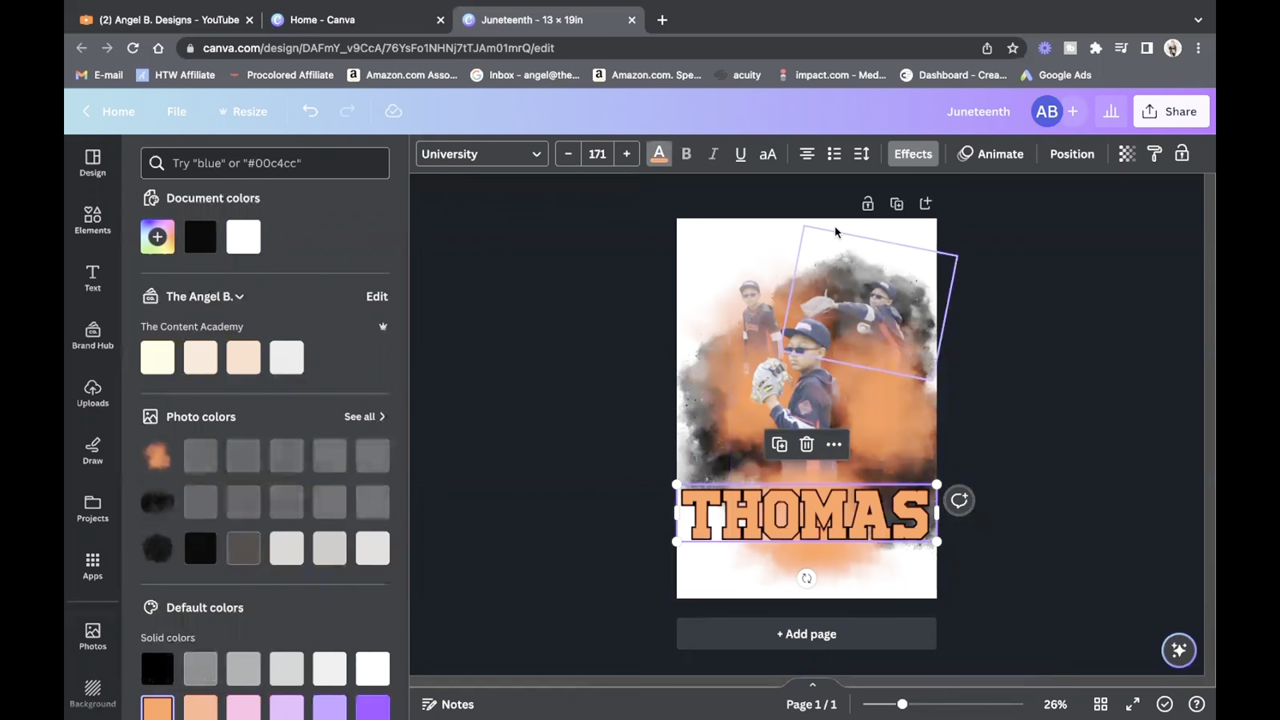 (2) Angel B. Designs - YouTube
Home - Canva
Juneteenth - 13 × 19in
canva.com/design/DAFmY_v9CcA/76YsFo1NHNj7tTJAm01mrQ/edit
E-mail
HTW Affiliate
Procolored Affiliate
Amazon.com Asso...
Inbox - angel@the...
Amazon.com. Spe...
acuity
impact.com - Med...
Dashboard - Crea...
Google Ads
Home
File
Resize
Juneteenth
AB
Share
Design
Elements
Text
Brand Hub
Uploads
Draw
Projects
Apps
Photos
Background
Try "blue" or "#00c4cc"
Document colors
The Angel B.
Edit
The Content Academy
Photo colors
See all
Default colors
Solid colors
University
171
A
B
I
U
aA
Effects
Animate
Position
THOMAS
+ Add page
Notes
Page 1 / 1
26%